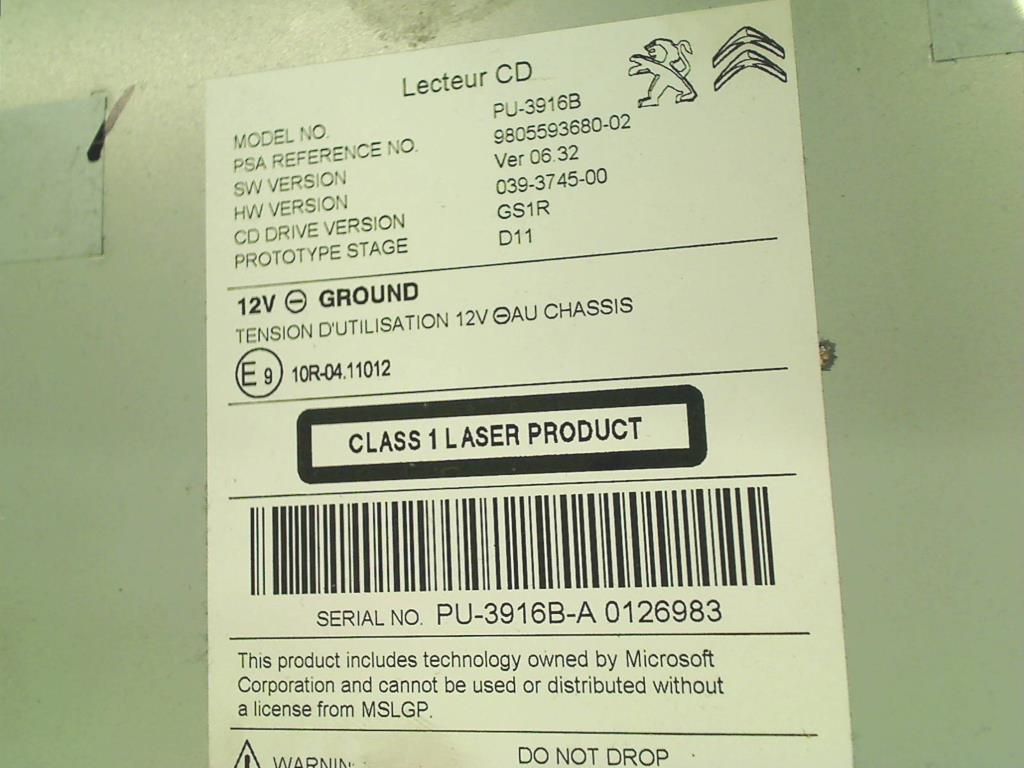 Lecteur CD
MODEL NO. PU-3916B
PSA REFERENCE NO. 9805593680-02
SW VERSION Ver 06.32
HW VERSION 039-3745-00
CD DRIVE VERSION GS1R
PROTOTYPE STAGE D11
12V ⊖ GROUND
TENSION D'UTILISATION 12V ⊖AU CHASSIS
E9 10R-04.11012
CLASS 1 LASER PRODUCT
SERIAL NO. PU-3916B-A 0126983
This product includes technology owned by Microsoft
Corporation and cannot be used or distributed without
a license from MSLGP.
DO NOT DROP